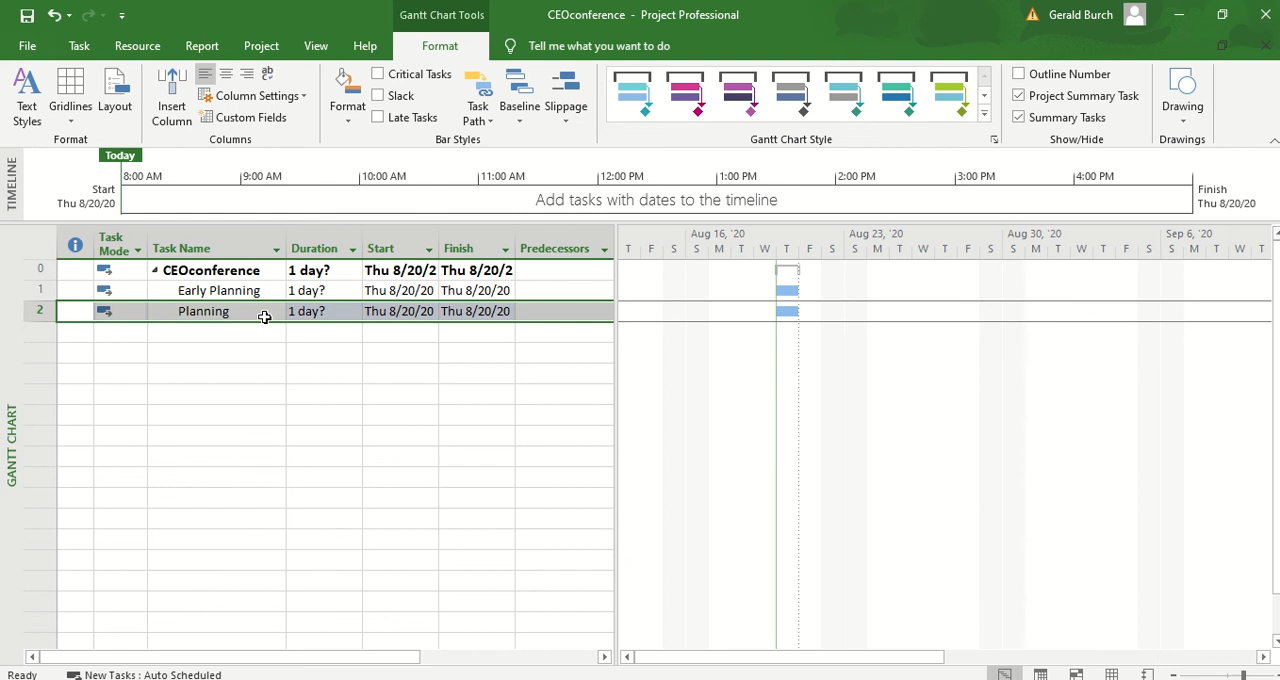 Gantt Chart Tools
CEOconference - Project Professional
Gerald Burch
File Task Resource Report Project View Help Format Tell me what you want to do
Text Styles
Gridlines
Layout
Format
Insert Column
Column Settings
Custom Fields
Columns
Format
Critical Tasks
Slack
Late Tasks
Task Path
Baseline
Slippage
Bar Styles
Gantt Chart Style
Outline Number
Project Summary Task
Summary Tasks
Show/Hide
Drawing
Drawings
TIMELINE
Today
Start
Thu 8/20/20
8:00 AM 9:00 AM 10:00 AM 11:00 AM 12:00 PM 1:00 PM 2:00 PM 3:00 PM 4:00 PM
Add tasks with dates to the timeline
Finish
Thu 8/20/20
GANTT CHART
Task Mode Task Name Duration Start Finish Predecessors
0 CEOconference 1 day? Thu 8/20/2 Thu 8/20/2
1 Early Planning 1 day? Thu 8/20/20 Thu 8/20/20
2 Planning 1 day? Thu 8/20/20 Thu 8/20/20
Aug 16, '20 Aug 23, '20 Aug 30, '20 Sep 6, '20
T F S S M T W T F S S M T W T F S S M T W T F S S M T W T
Ready New Tasks : Auto Scheduled